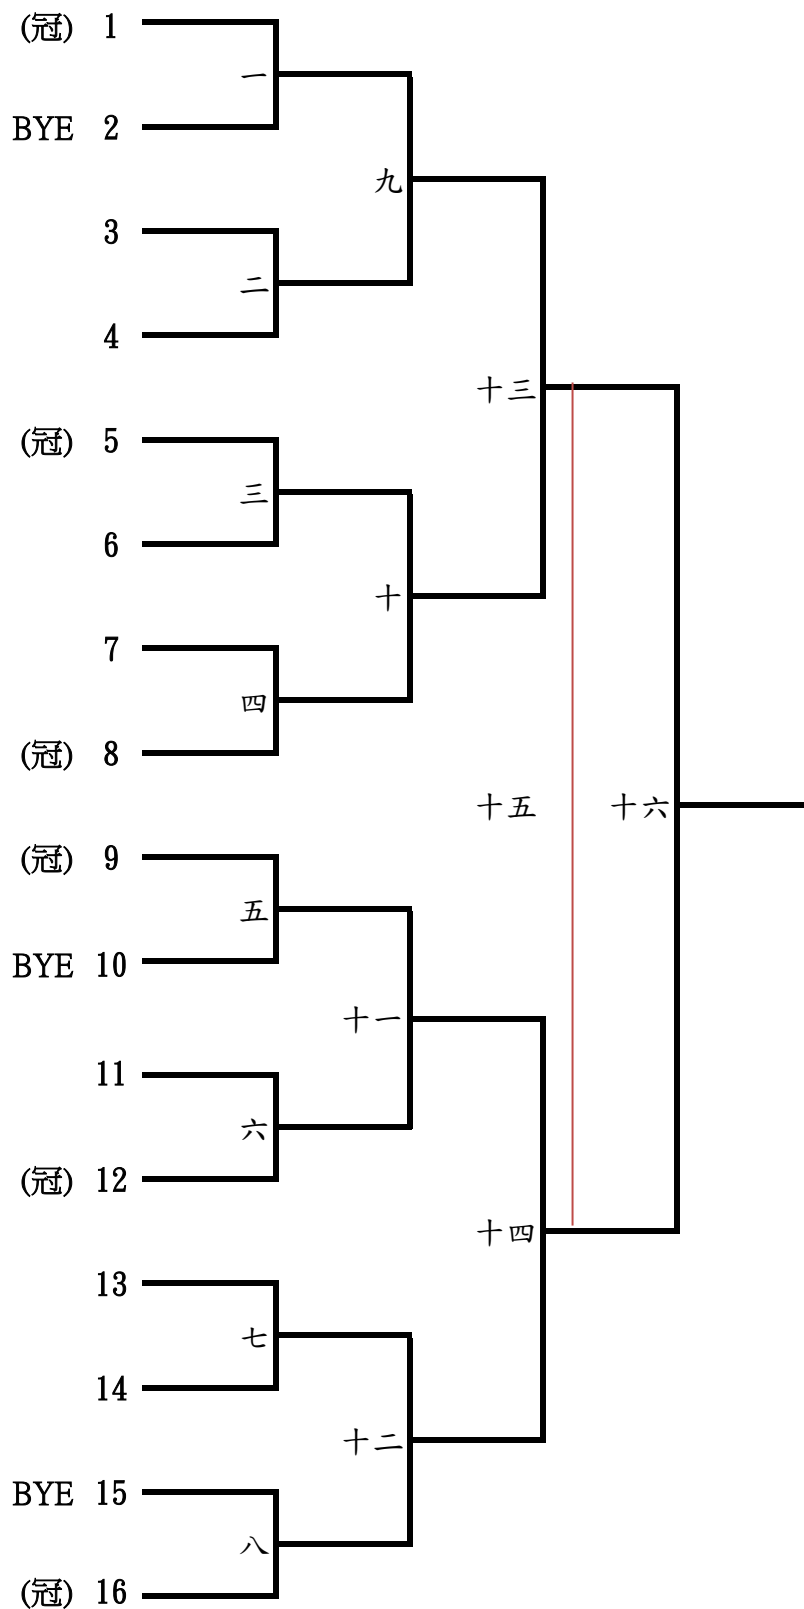 (冠) 1
一
BYE 2
九
3
二
4
十三
(冠) 5
三
6
十
7
四
(冠) 8
十五 十六
(冠) 9
五
BYE 10
十一
11
六
(冠) 12
十四
13
七
14
十二
BYE 15
八
(冠) 16